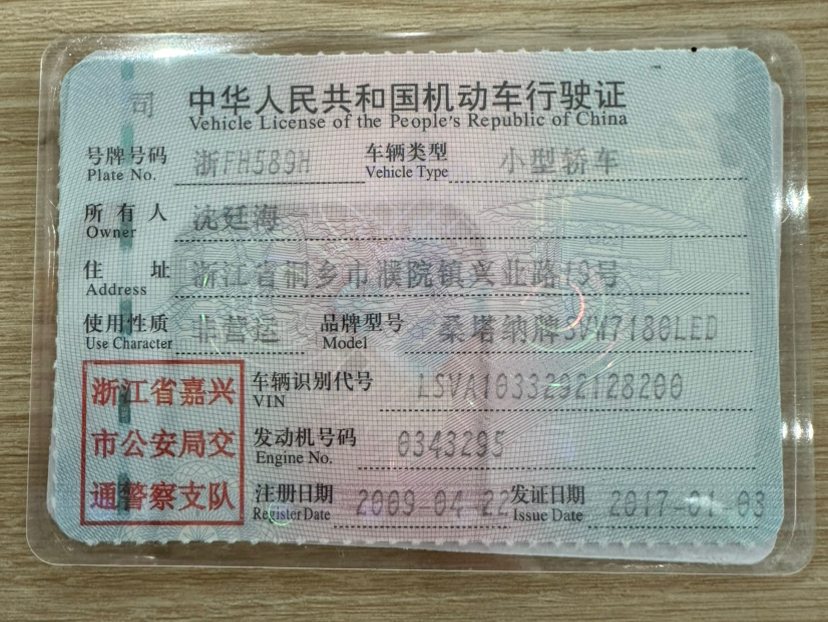 司 中华人民共和国机动车行驶证
Vehicle License of the People's Republic of China
号牌号码 浙FH589H 车辆类型 小型轿车
Plate No. Vehicle Type
所有人 沈廷海
Owner
住址 浙江省桐乡市濮院镇兴业路19号
Address
使用性质 非营运 品牌型号 桑塔纳牌SVW7180LED
Use Character Model
浙江省嘉兴
市公安局交
通警察支队
车辆识别代号 LSVA1033292128200
VIN
发动机号码 0343295
Engine No.
注册日期 2009-04-22 发证日期 2017-01-03
Register Date Issue Date